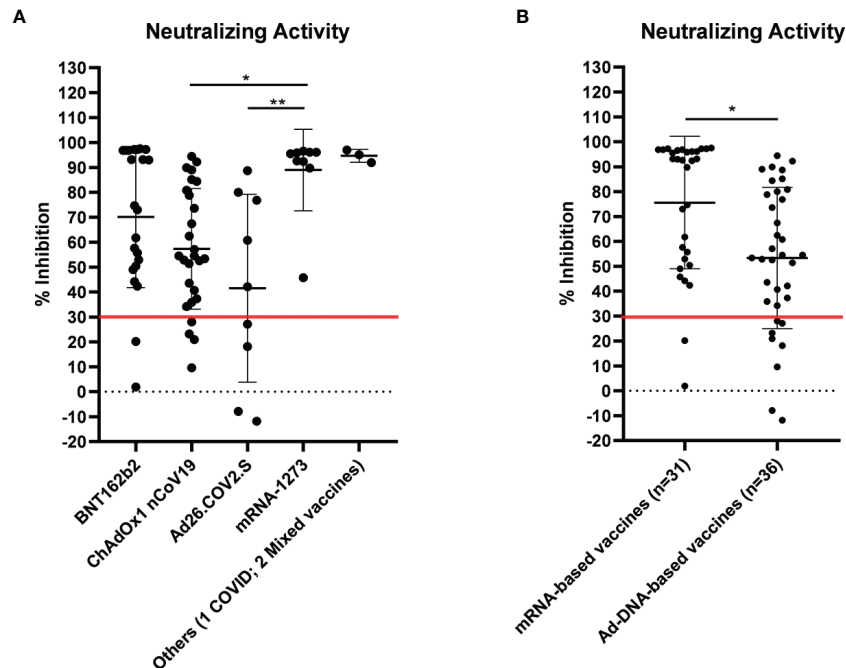 A
Neutralizing Activity
% Inhibition
130
120
110
100
90
80
70
60
50
40
30
20
10
0
-10
-20
*
**
BNT162b2
ChAdOx1 nCoV19
Ad26.COV2.S
mRNA-1273
Others (1 COVID; 2 Mixed vaccines)
B
Neutralizing Activity
% Inhibition
130
120
110
100
90
80
70
60
50
40
30
20
10
0
-10
-20
*
mRNA-based vaccines (n=31)
Ad-DNA-based vaccines (n=36)